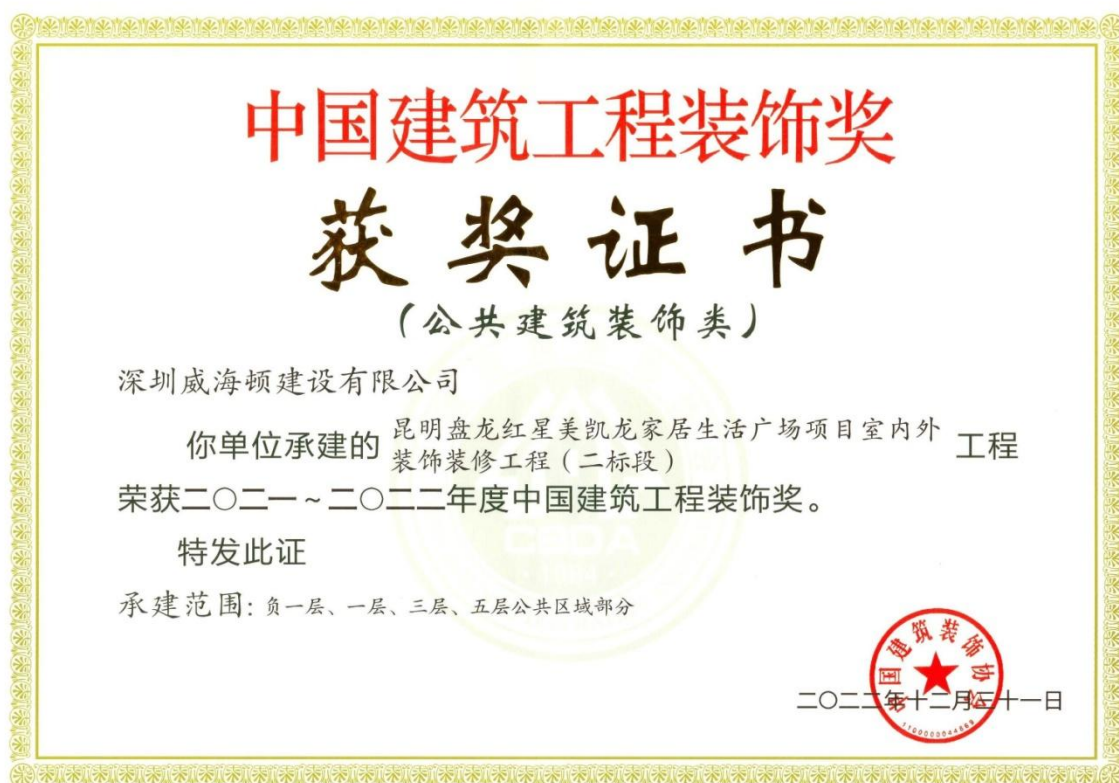 中国建筑工程装饰奖
获奖证书
（公共建筑装饰类）
深圳威海顿建设有限公司
你单位承建的 昆明盘龙红星美凯龙家居生活广场项目室内外装饰装修工程（二标段） 工程
荣获二〇二一~二〇二二年度中国建筑工程装饰奖。
特发此证
承建范围: 负一层、一层、三层、五层公共区域部分
中国建筑装饰协会
二〇二二年十二月三十一日
CBDA